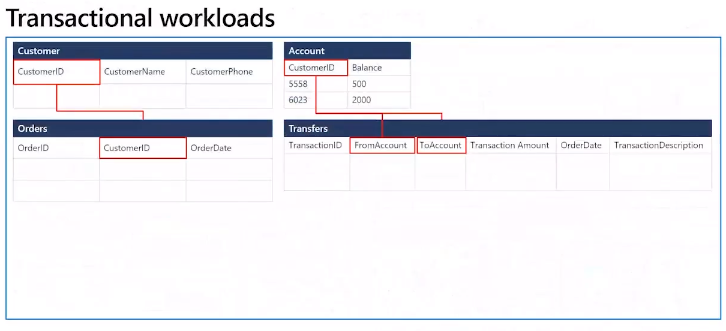 Transactional workloads
Customer
CustomerID CustomerName CustomerPhone
Account
CustomerID Balance
5558 500
6023 2000
Orders
OrderID CustomerID OrderDate
Transfers
TransactionID FromAccount ToAccount Transaction Amount OrderDate TransactionDescription